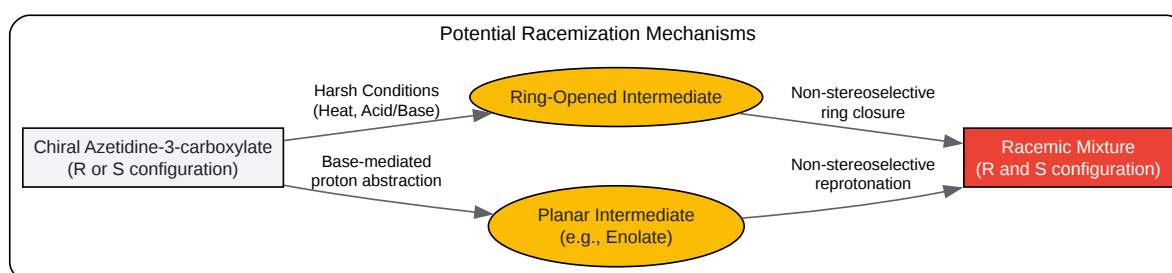 Potential Racemization Mechanisms
Chiral Azetidine-3-carboxylate
(R or S configuration)
Harsh Conditions
(Heat, Acid/Base)
Base-mediated
proton abstraction
Ring-Opened Intermediate
Planar Intermediate
(e.g., Enolate)
Non-stereoselective
ring closure
Non-stereoselective
reprotonation
Racemic Mixture
(R and S configuration)